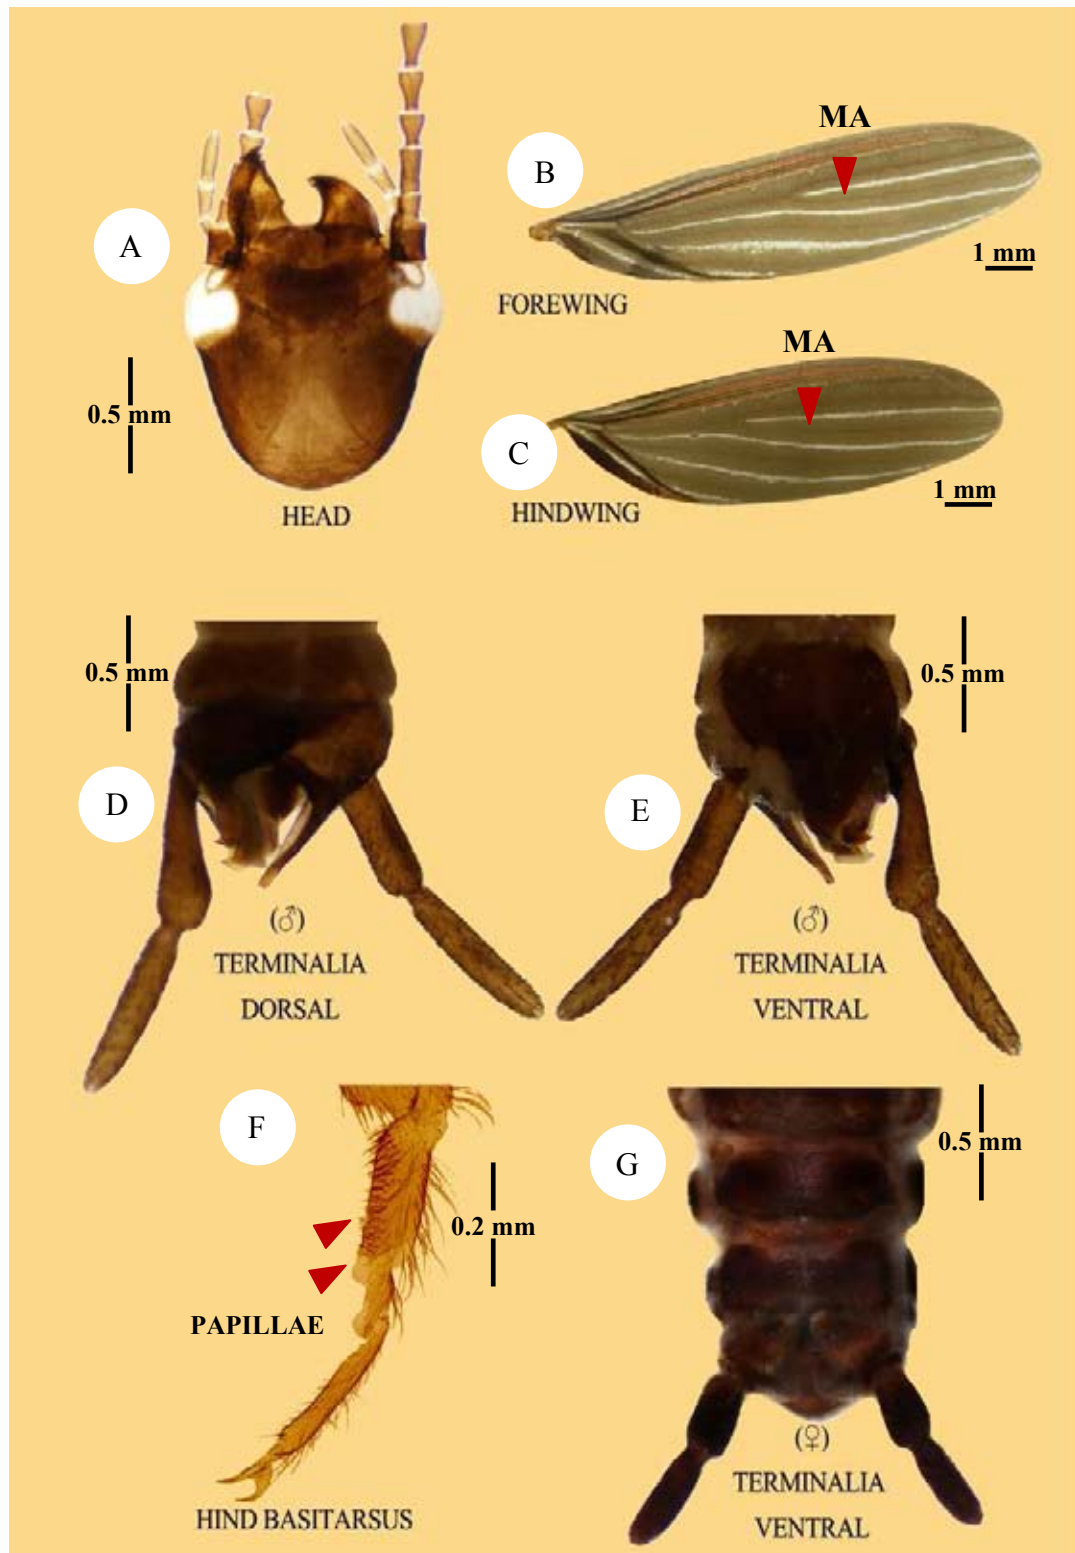 A
0.5 mm
HEAD
B
MA
1 mm
FOREWING
MA
C
1 mm
HINDWING
0.5 mm
D
(♂)
TERMINALIA
DORSAL
0.5 mm
E
(♂)
TERMINALIA
VENTRAL
F
0.2 mm
PAPILLAE
HIND BASITARSUS
G
0.5 mm
(♀)
TERMINALIA
VENTRAL